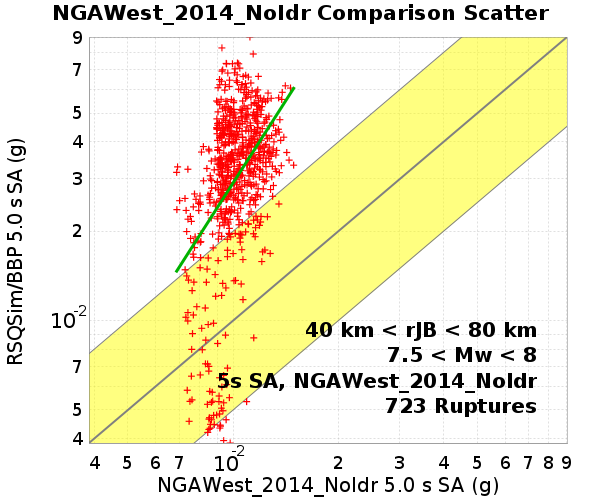 NGAWest_2014_NoIdr Comparison Scatter
RSQSim/BBP 5.0 s SA (g)
9
7
5
4
3
2
10-2
7
5
4
40 km < rJB < 80 km
7.5 < Mw < 8
5s SA, NGAWest_2014_NoIdr
723 Ruptures
4 5 6 7 10-2 2 3 4 5 6 7 8 9
NGAWest_2014_NoIdr 5.0 s SA (g)